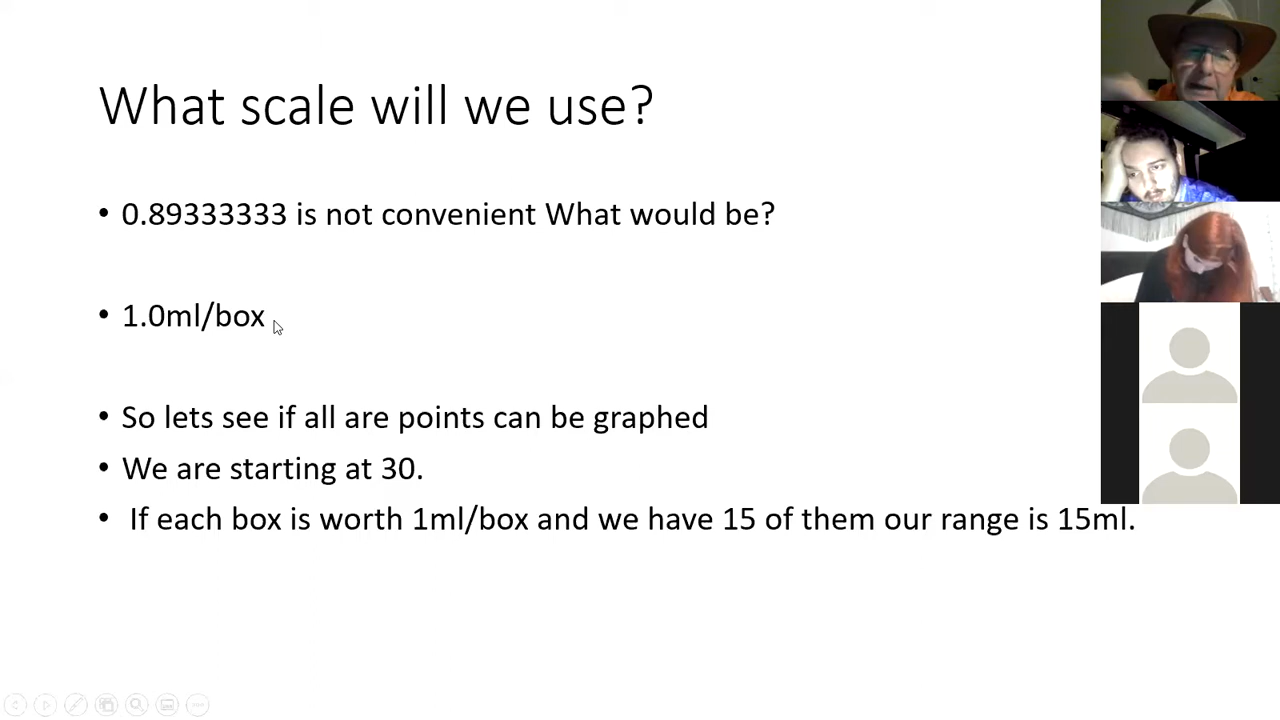 What scale will we use?
• 0.89333333 is not convenient What would be?
• 1.0ml/box
• So lets see if all are points can be graphed
• We are starting at 30.
• If each box is worth 1ml/box and we have 15 of them our range is 15ml.